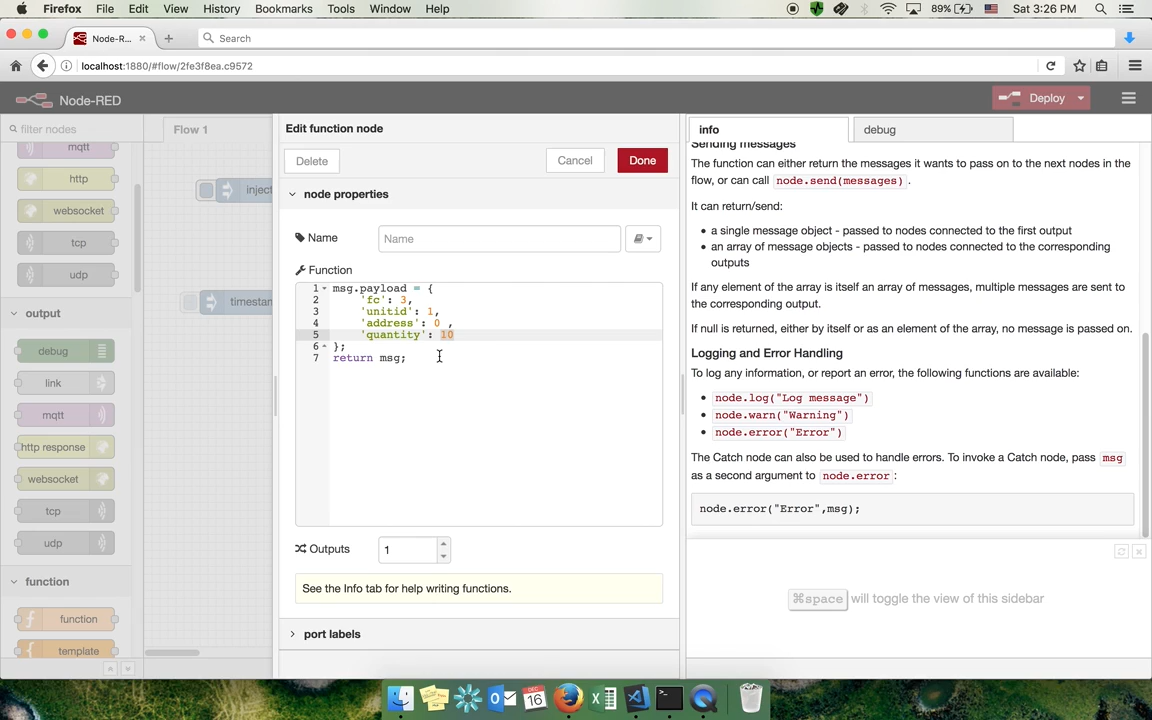 Firefox File Edit View History Bookmarks Tools Window Help 89% Sat 3:26 PM
Node-R...
Search
localhost:1880/#flow/2fe3f8ea.c9572
Node-RED
Deploy
filter nodes
mqtt
http
websocket
tcp
udp
output
debug
link
mqtt
http response
websocket
tcp
udp
function
function
template
Flow 1
inject
timestan
Edit function node
Delete
Cancel
Done
node properties
Name
Name
Function
1 msg.payload = {
2 'fc': 3,
3 'unitid': 1,
4 'address': 0 ,
5 'quantity': 10
6 };
7 return msg;
Outputs
1
See the Info tab for help writing functions.
port labels
info
debug
Sending messages
The function can either return the messages it wants to pass on to the next nodes in the
flow, or can call node.send(messages) .
It can return/send:
• a single message object - passed to nodes connected to the first output
• an array of message objects - passed to nodes connected to the corresponding
outputs
If any element of the array is itself an array of messages, multiple messages are sent to
the corresponding output.
If null is returned, either by itself or as an element of the array, no message is passed on.
Logging and Error Handling
To log any information, or report an error, the following functions are available:
• node.log("Log message")
• node.warn("Warning")
• node.error("Error")
The Catch node can also be used to handle errors. To invoke a Catch node, pass msg
as a second argument to node.error :
node.error("Error",msg);
⌘space will toggle the view of this sidebar
DEC
16